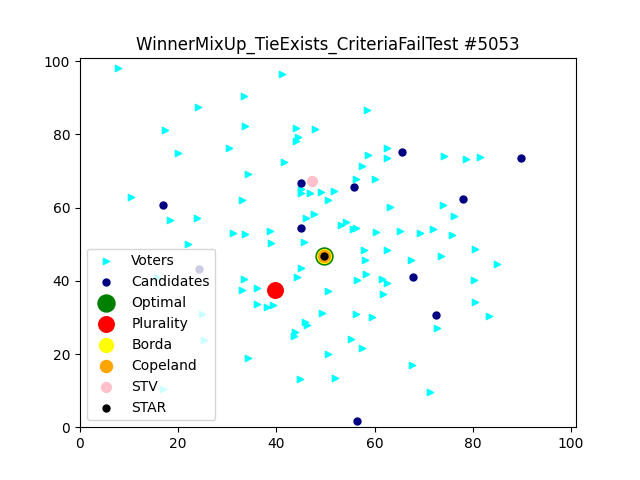 WinnerMixUp_TieExists_CriteriaFailTest #5053
100
80
60
40
20
0
Voters
Candidates
Optimal
Plurality
Borda
Copeland
STV
STAR
0 20 40 60 80 100